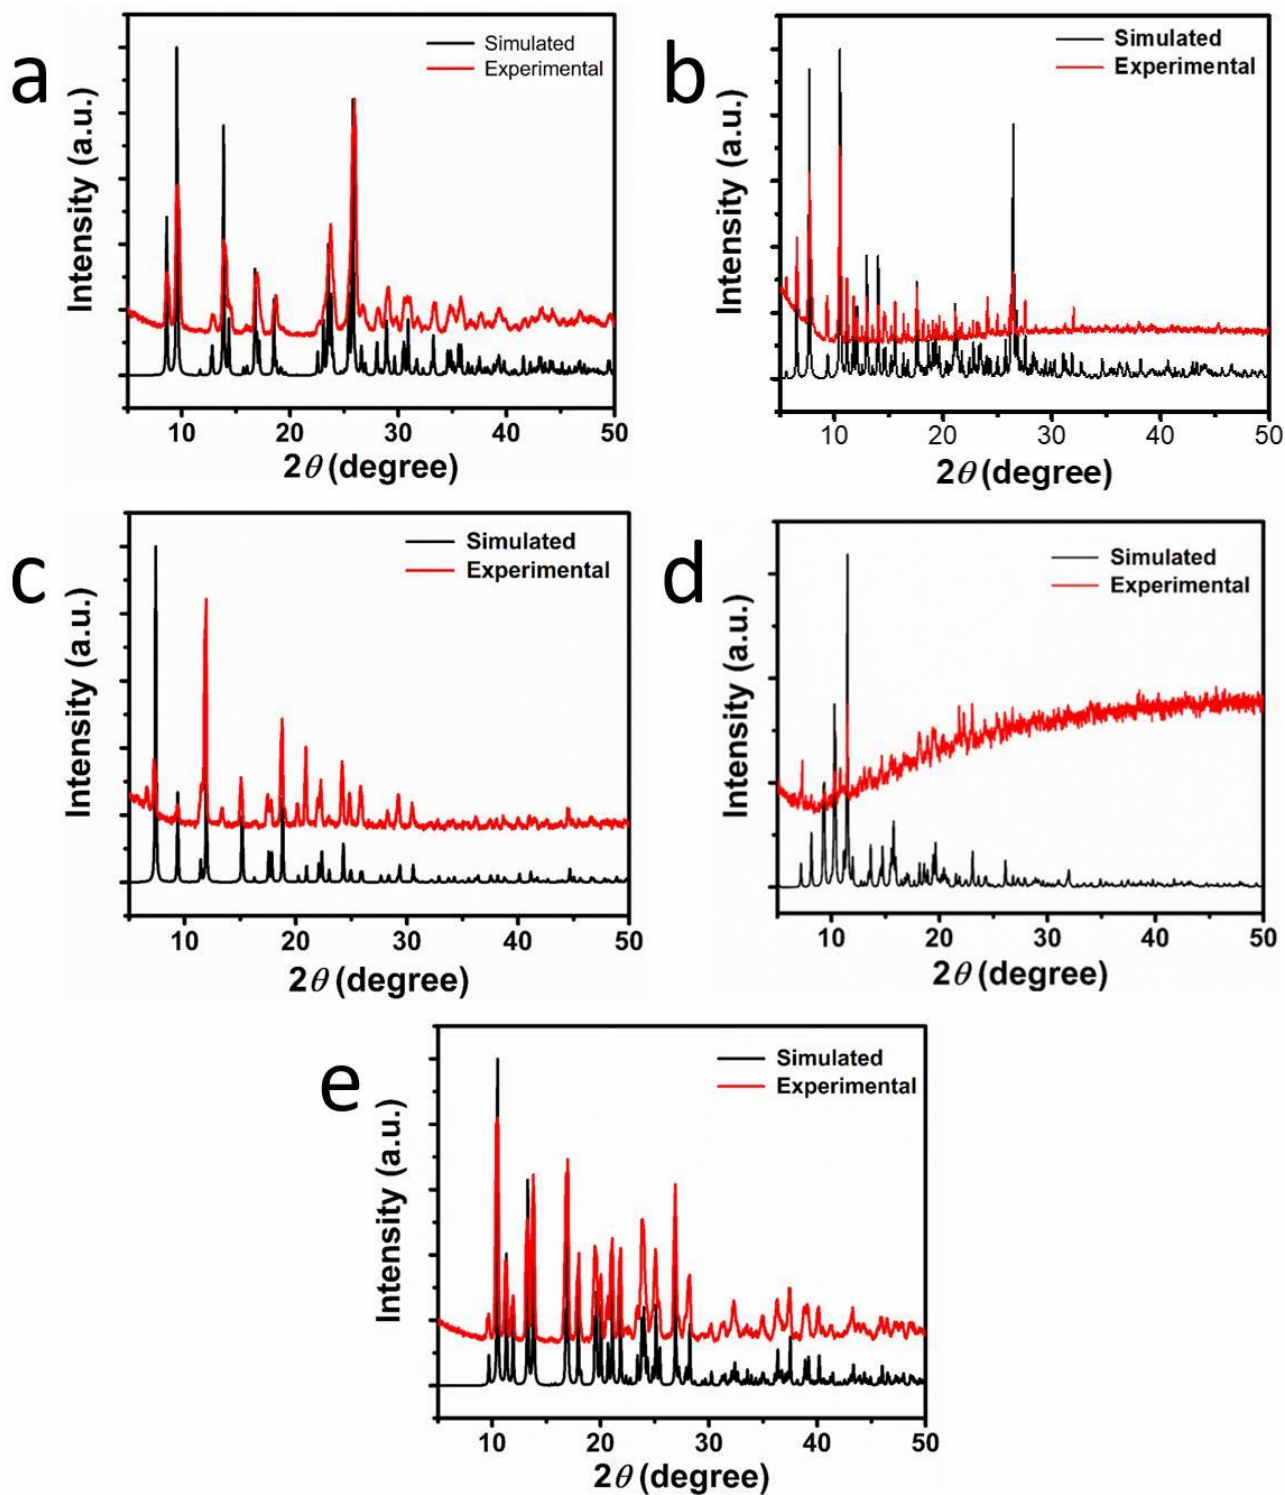 a
Simulated
Experimental
Intensity (a.u.)
10 20 30 40 50
2θ (degree)
b
Simulated
Experimental
Intensity (a.u.)
10 20 30 40 50
2θ (degree)
c
Simulated
Experimental
Intensity (a.u.)
10 20 30 40 50
2θ (degree)
d
Simulated
Experimental
Intensity (a.u.)
10 20 30 40 50
2θ (degree)
e
Simulated
Experimental
Intensity (a.u.)
10 20 30 40 50
2θ (degree)